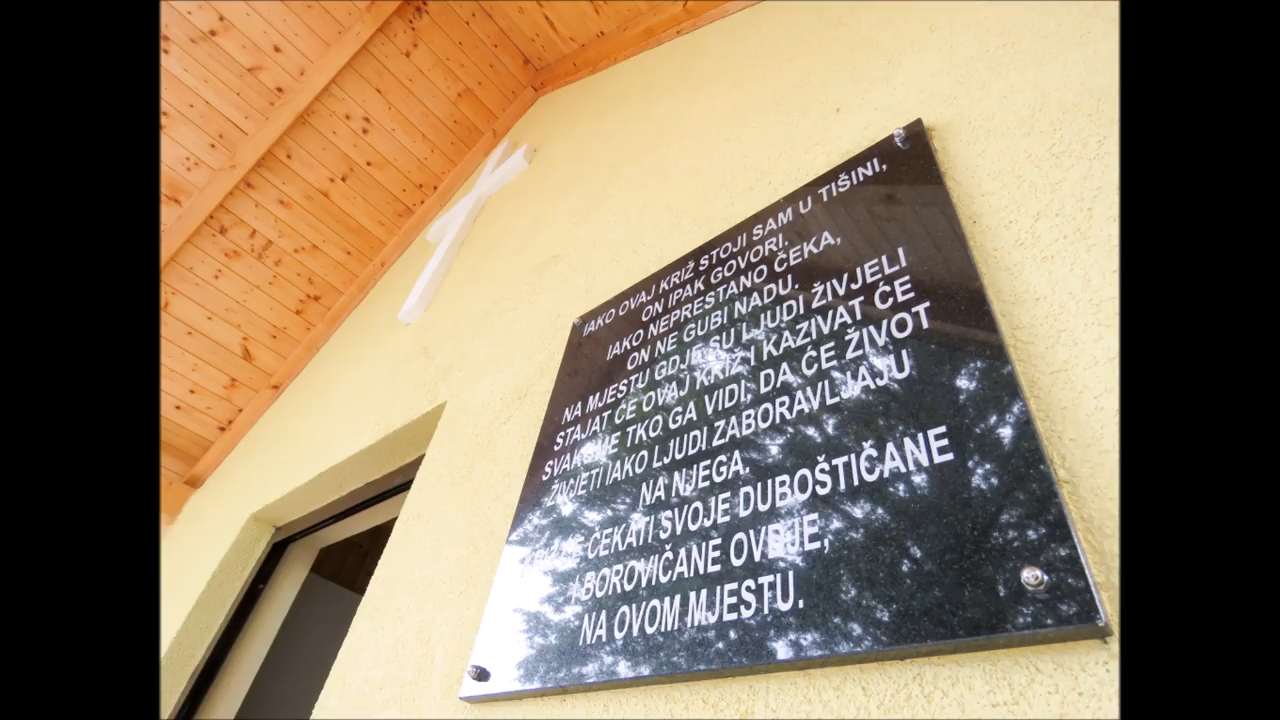 IAKO OVAJ KRIŽ STOJI SAM U TIŠINI,
ON IPAK GOVORI.
IAKO NEPRESTANO ČEKA,
ON NE GUBI NADU.
NA MJESTU GDJE SU LJUDI ŽIVJELI
STAJAT ĆE OVAJ KRIŽ I KAZIVAT ĆE
SVAKOME TKO GA VIDI, DA ĆE ŽIVOT
ŽIVJETI IAKO LJUDI ZABORAVLJAJU
NA NJEGA.
ČEKATI SVOJE DUBOŠTIČANE
I BOROVIČANE OVDJE,
NA OVOM MJESTU.